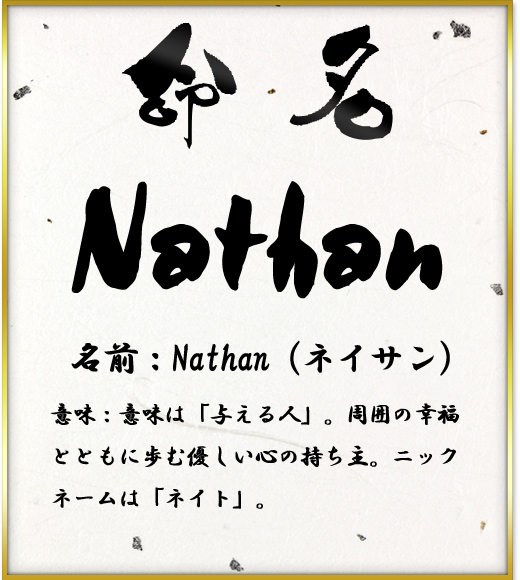 命名
Nathan
名前：Nathan（ネイサン）
意味：意味は「与える人」。周囲の幸福
とともに歩む優しい心の持ち主。ニック
ネームは「ネイト」。